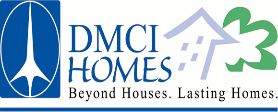 DMCI
HOMES
Beyond Houses. Lasting Homes.